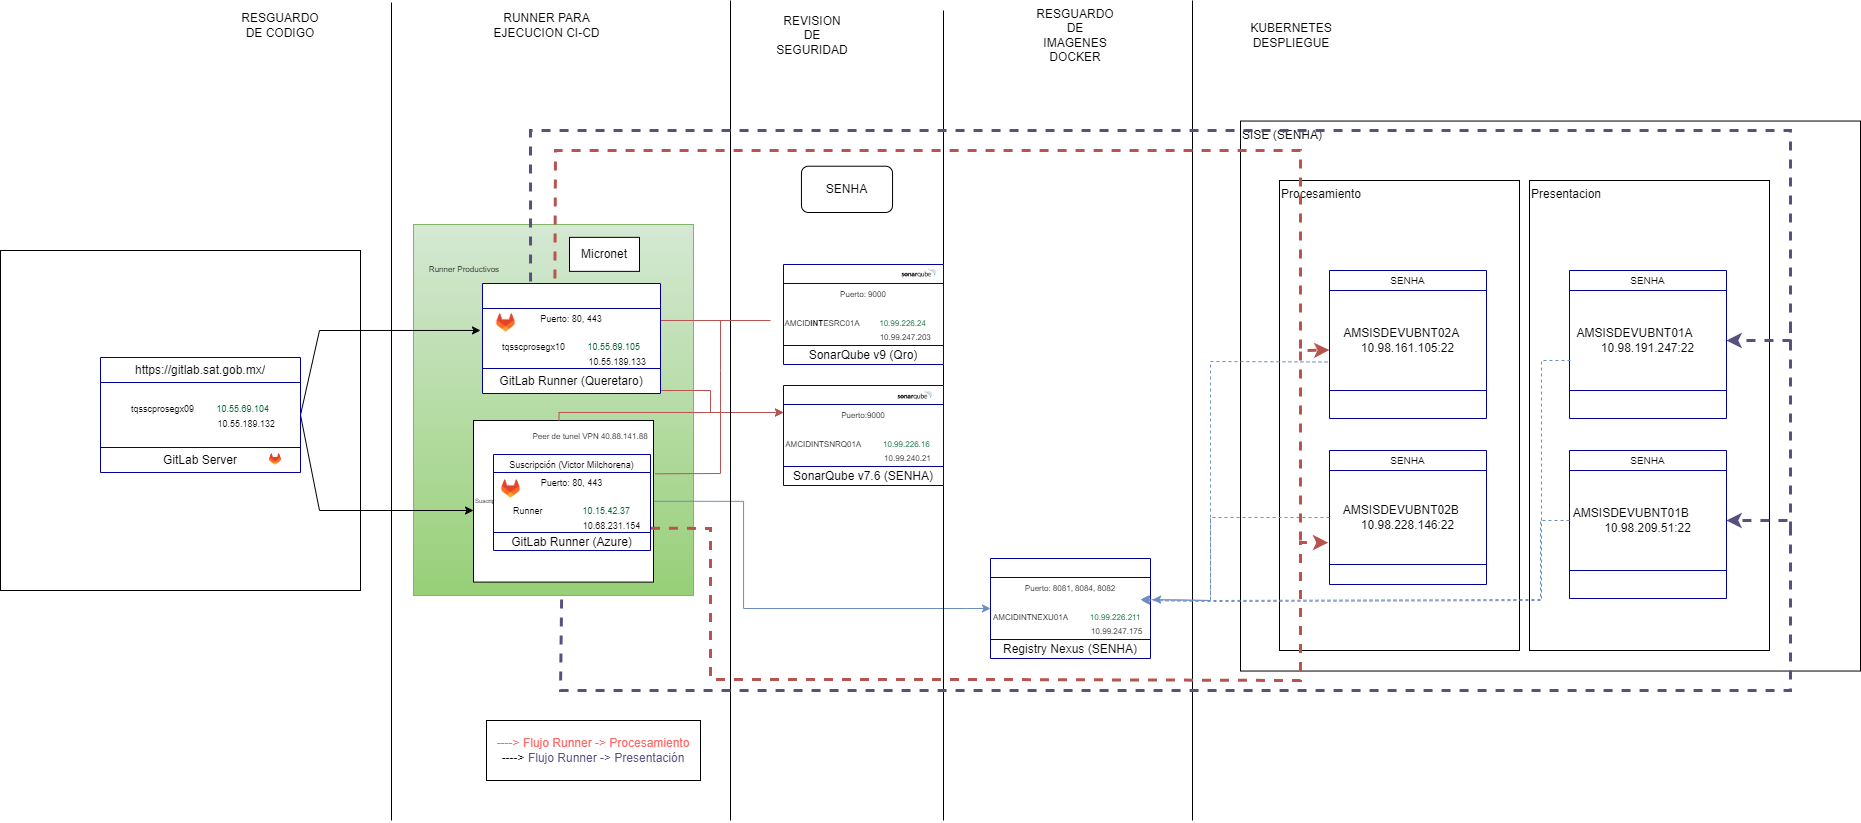 RESGUARDO
DE CODIGO
RUNNER PARA
EJECUCION CI-CD
REVISION
DE
SEGURIDAD
RESGUARDO
DE
IMAGENES
DOCKER
KUBERNETES
DESPLIEGUE
https://gitlab.sat.gob.mx/
tqsscprosegx09 10.55.69.104
10.55.189.132
GitLab Server
Micronet
Runner Productivos
Puerto: 80, 443
tqsscprosegx10 10.55.69.105
10.55.189.133
GitLab Runner (Queretaro)
Peer de tunel VPN 40.88.141.88
Suscripción (Victor Milchorena)
Puerto: 80, 443
Runner 10.15.42.37
10.68.231.154
GitLab Runner (Azure)
SENHA
sonarqube
Puerto: 9000
AMCIDINTESRC01A 10.99.226.24
10.99.247.203
SonarQube v9 (Qro)
sonarqube
Puerto:9000
AMCIDINTSNRQ01A 10.99.226.16
10.99.240.21
SonarQube v7.6 (SENHA)
Puerto: 8081, 8084, 8082
AMCIDINTNEXU01A 10.99.226.211
10.99.247.175
Registry Nexus (SENHA)
SISE (SENHA)
Procesamiento
SENHA
AMSISDEVUBNT02A
10.98.161.105:22
SENHA
AMSISDEVUBNT02B
10.98.228.146:22
Presentacion
SENHA
AMSISDEVUBNT01A
10.98.191.247:22
SENHA
AMSISDEVUBNT01B
10.98.209.51:22
----> Flujo Runner -> Procesamiento
----> Flujo Runner -> Presentación